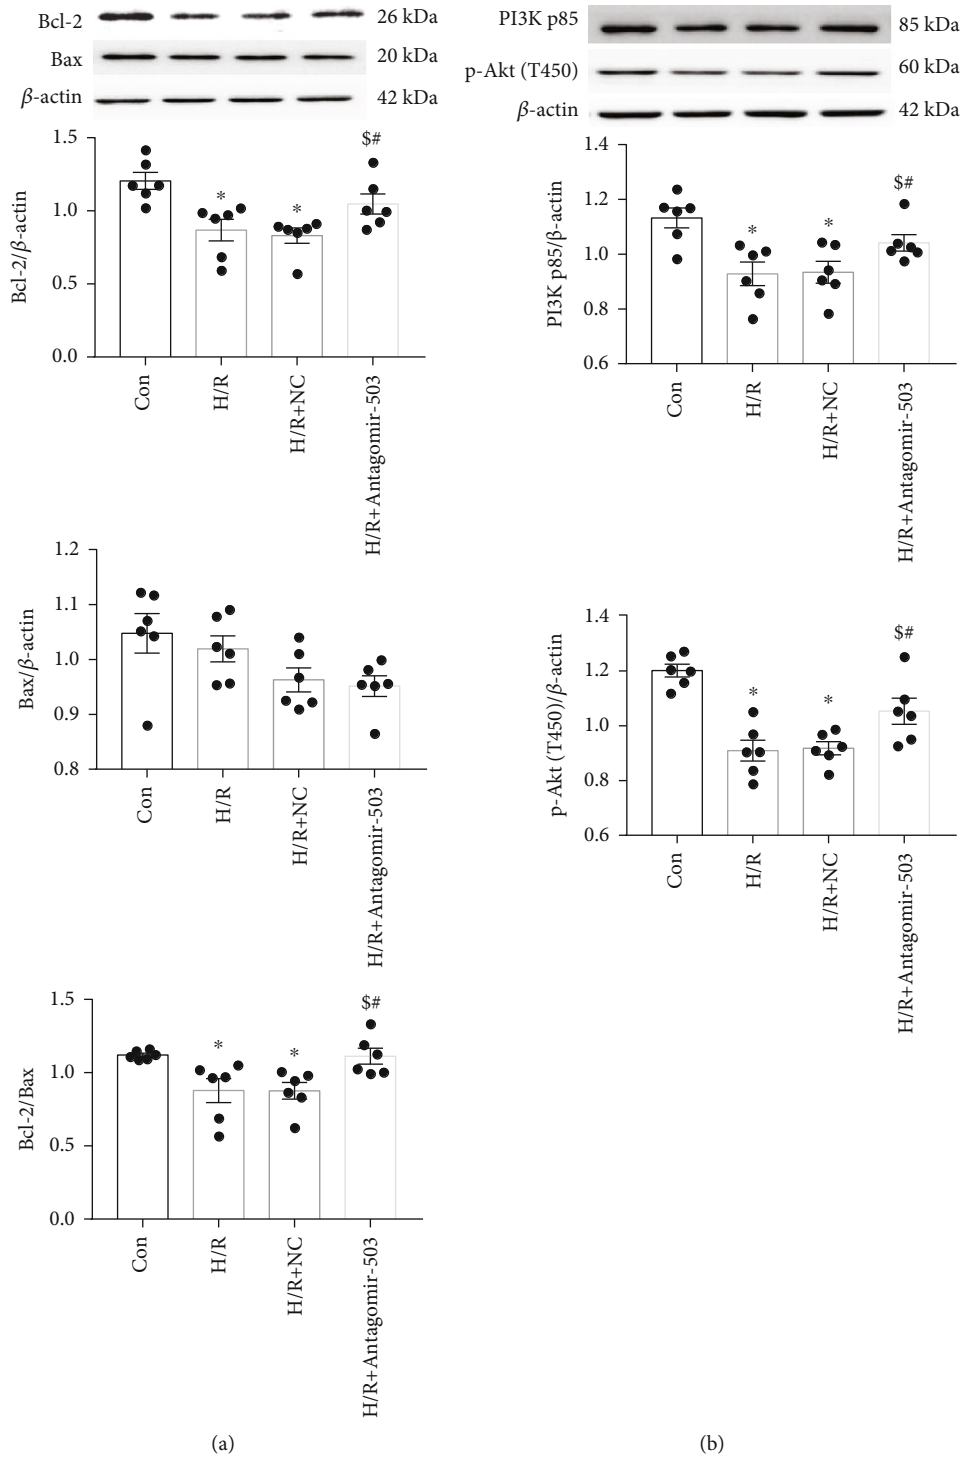 Bcl-2 26 kDa
Bax 20 kDa
β-actin 42 kDa
1.5
1.0
0.5
0.0
Bcl-2/β-actin
*
*
$#
Con
H/R
H/R+NC
H/R+Antagomir-503
1.2
1.1
1.0
0.9
0.8
Bax/β-actin
Con
H/R
H/R+NC
H/R+Antagomir-503
1.5
1.0
0.5
0.0
Bcl-2/Bax
*
*
$#
Con
H/R
H/R+NC
H/R+Antagomir-503
(a)
PI3K p85 85 kDa
p-Akt (T450) 60 kDa
β-actin 42 kDa
1.4
1.2
1.0
0.8
0.6
PI3K p85/β-actin
*
*
$#
Con
H/R
H/R+NC
H/R+Antagomir-503
1.4
1.2
1.0
0.8
0.6
p-Akt (T450)/β-actin
*
*
$#
Con
H/R
H/R+NC
H/R+Antagomir-503
(b)